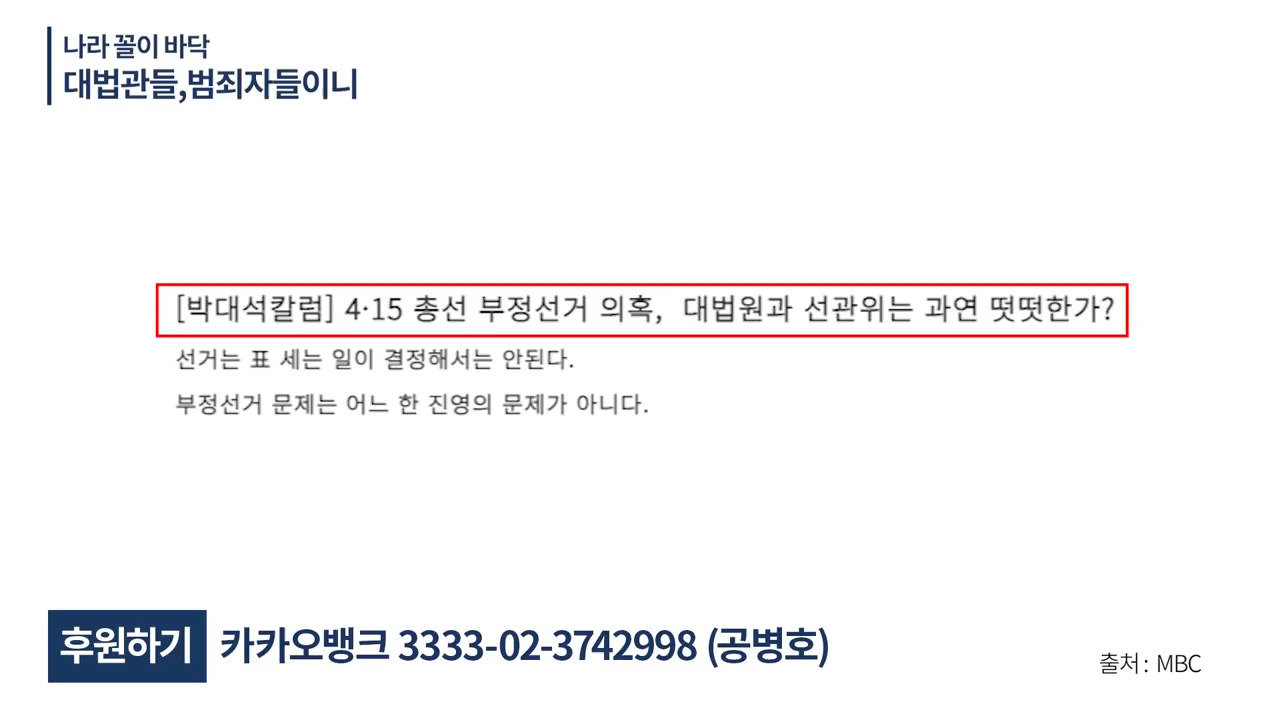 나라 꼴이 바닥
대법관들,범죄자들이니
[박대석칼럼] 4·15 총선 부정선거 의혹, 대법원과 선관위는 과연 떳떳한가?
선거는 표 세는 일이 결정해서는 안된다.
부정선거 문제는 어느 한 진영의 문제가 아니다.
후원하기 카카오뱅크 3333-02-3742998 (공병호)
출처: MBC